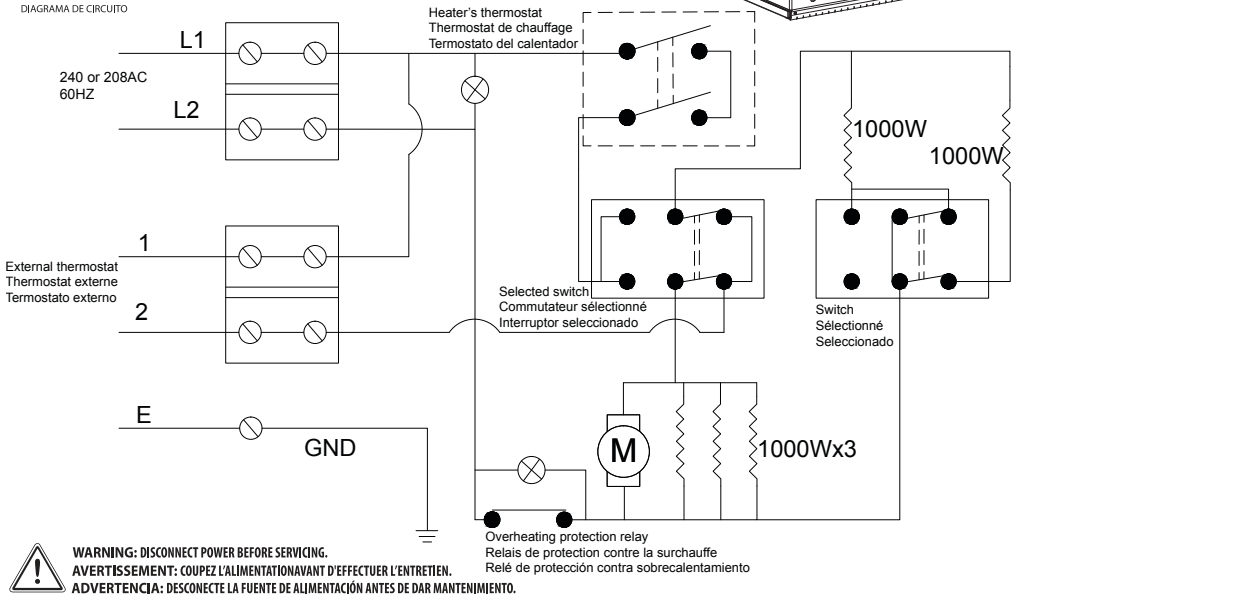 DIAGRAMA DE CIRCUITO
Heater's thermostat
Thermostat de chauffage
Termostato del calentador
L1
240 or 208AC
60HZ
L2
1000W
1000W
1
External thermostat
Thermostat externe
Termostato externo
2
Selected switch
Commutateur sélectionné
Interruptor seleccionado
Switch
Sélectionné
Seleccionado
E
GND
M
1000Wx3
Overheating protection relay
Relais de protection contre la surchauffe
Relé de protección contra sobrecalentamiento
WARNING: DISCONNECT POWER BEFORE SERVICING.
AVERTISSEMENT: COUPEZ L'ALIMENTATIONAVANT D'EFFECTUER L'ENTRETIEN.
ADVERTENCIA: DESCONECTE LA FUENTE DE ALIMENTACIÓN ANTES DE DAR MANTENIMIENTO.